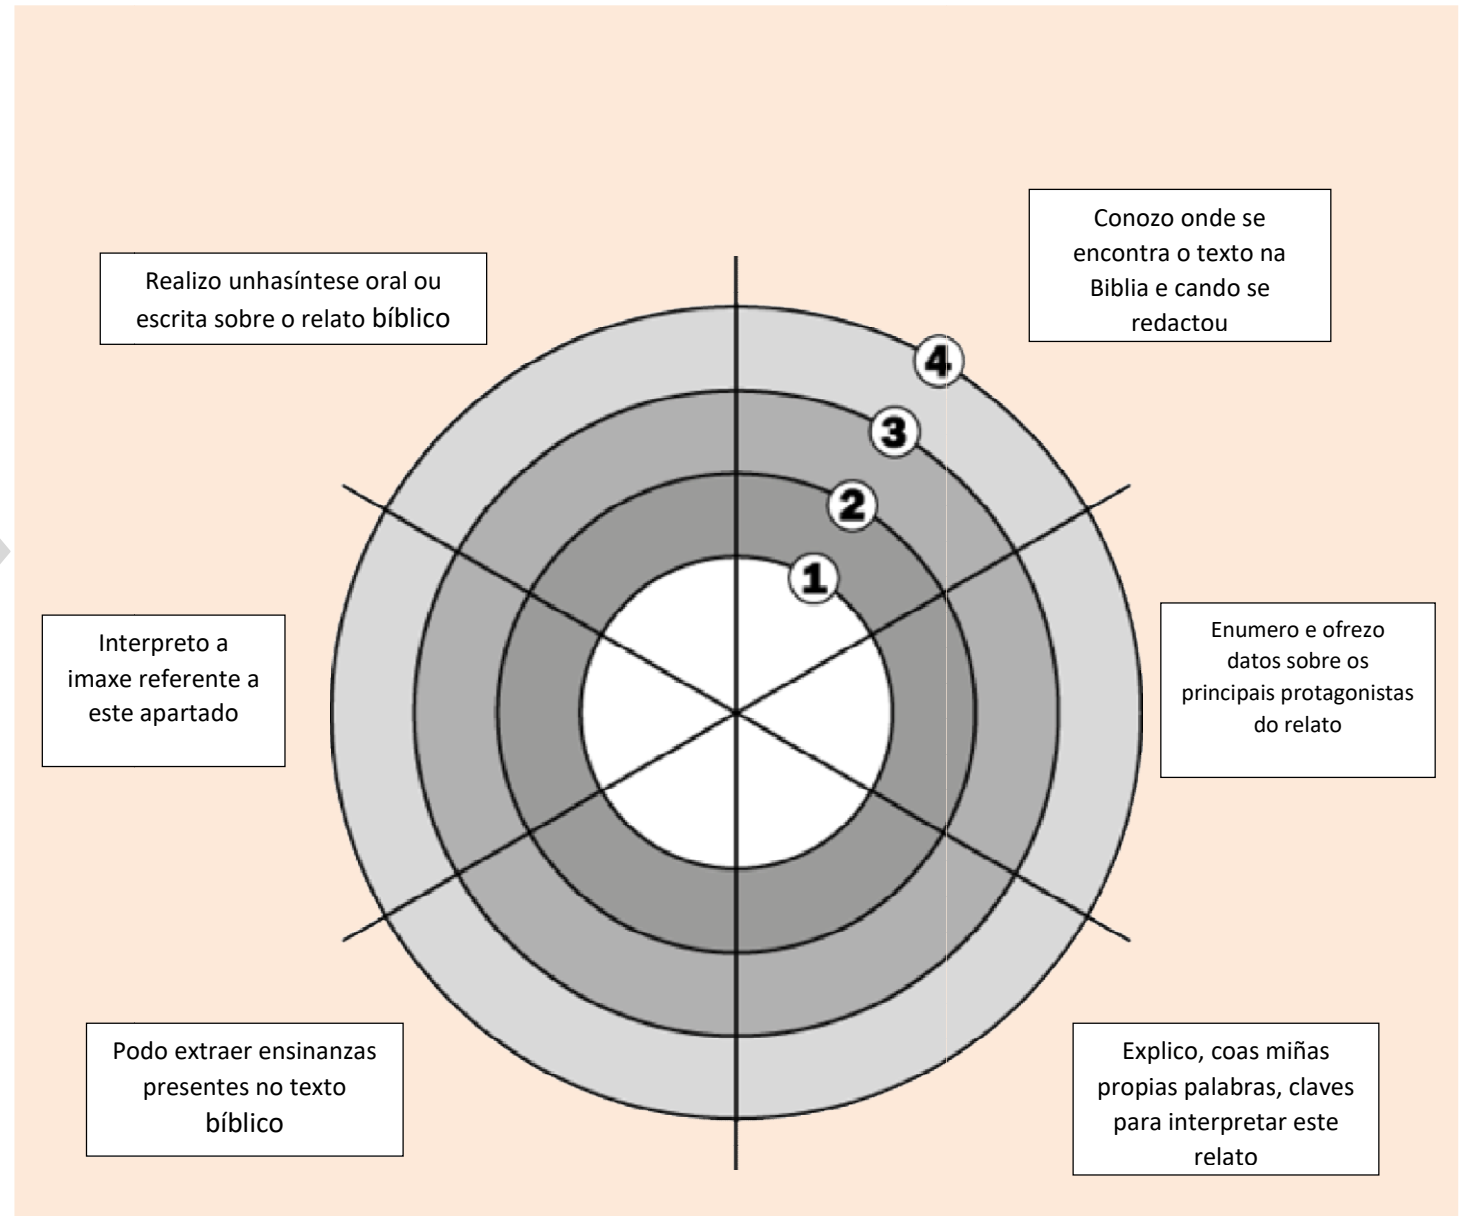 Conozo onde se
encontra o texto na
Biblia e cando se
redactou
Realizo unhasíntese oral ou
escrita sobre o relato bíblico
4
3
2
1
Interpreto a
imaxe referente a
este apartado
Enumero e ofrezo
datos sobre os
principais protagonistas
do relato
Podo extraer ensinanzas
presentes no texto
bíblico
Explico, coas miñas
propias palabras, claves
para interpretar este
relato